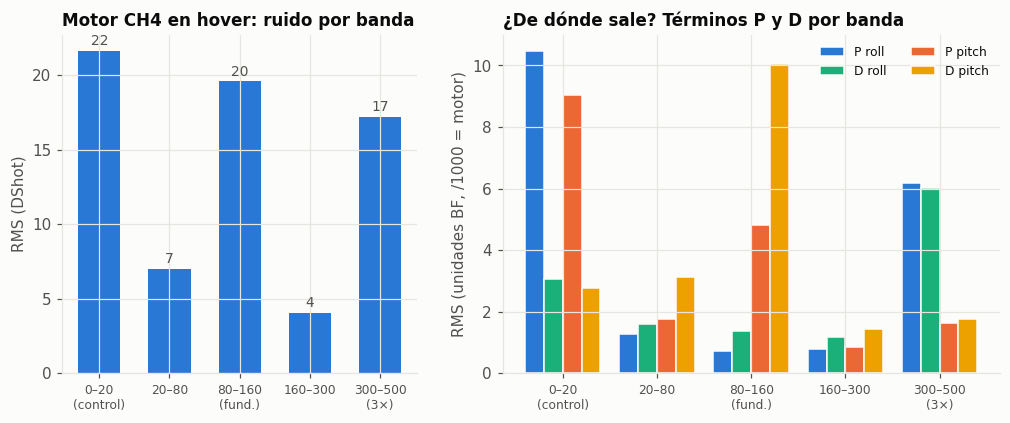 Motor CH4 en hover: ruido por banda
22
7
20
4
17
20
15
10
5
0
RMS (DShot)
0–20
(control)
20–80
80–160
(fund.)
160–300
300–500
(3×)
¿De dónde sale? Términos P y D por banda
P roll
D roll
P pitch
D pitch
10
8
6
4
2
0
RMS (unidades BF, /1000 = motor)
0–20
(control)
20–80
80–160
(fund.)
160–300
300–500
(3×)